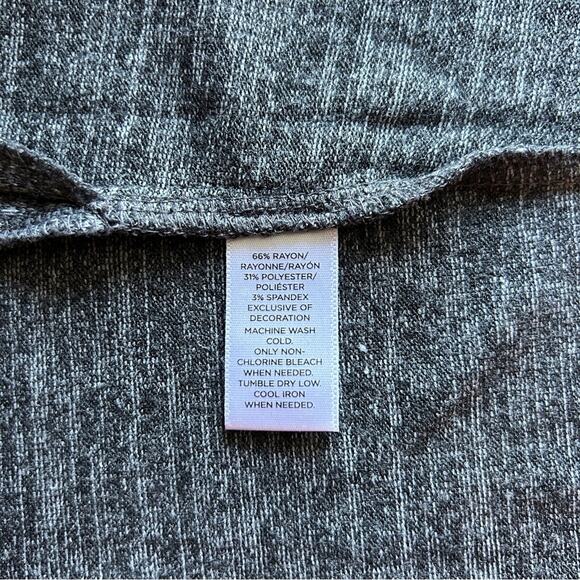 66% RAYON/
RAYONNE/RAYÓN
31% POLYESTER/
POLIÉSTER
3% SPANDEX
EXCLUSIVE OF
DECORATION
MACHINE WASH
COLD.
ONLY NON-
CHLORINE BLEACH
WHEN NEEDED.
TUMBLE DRY LOW.
COOL IRON
WHEN NEEDED.